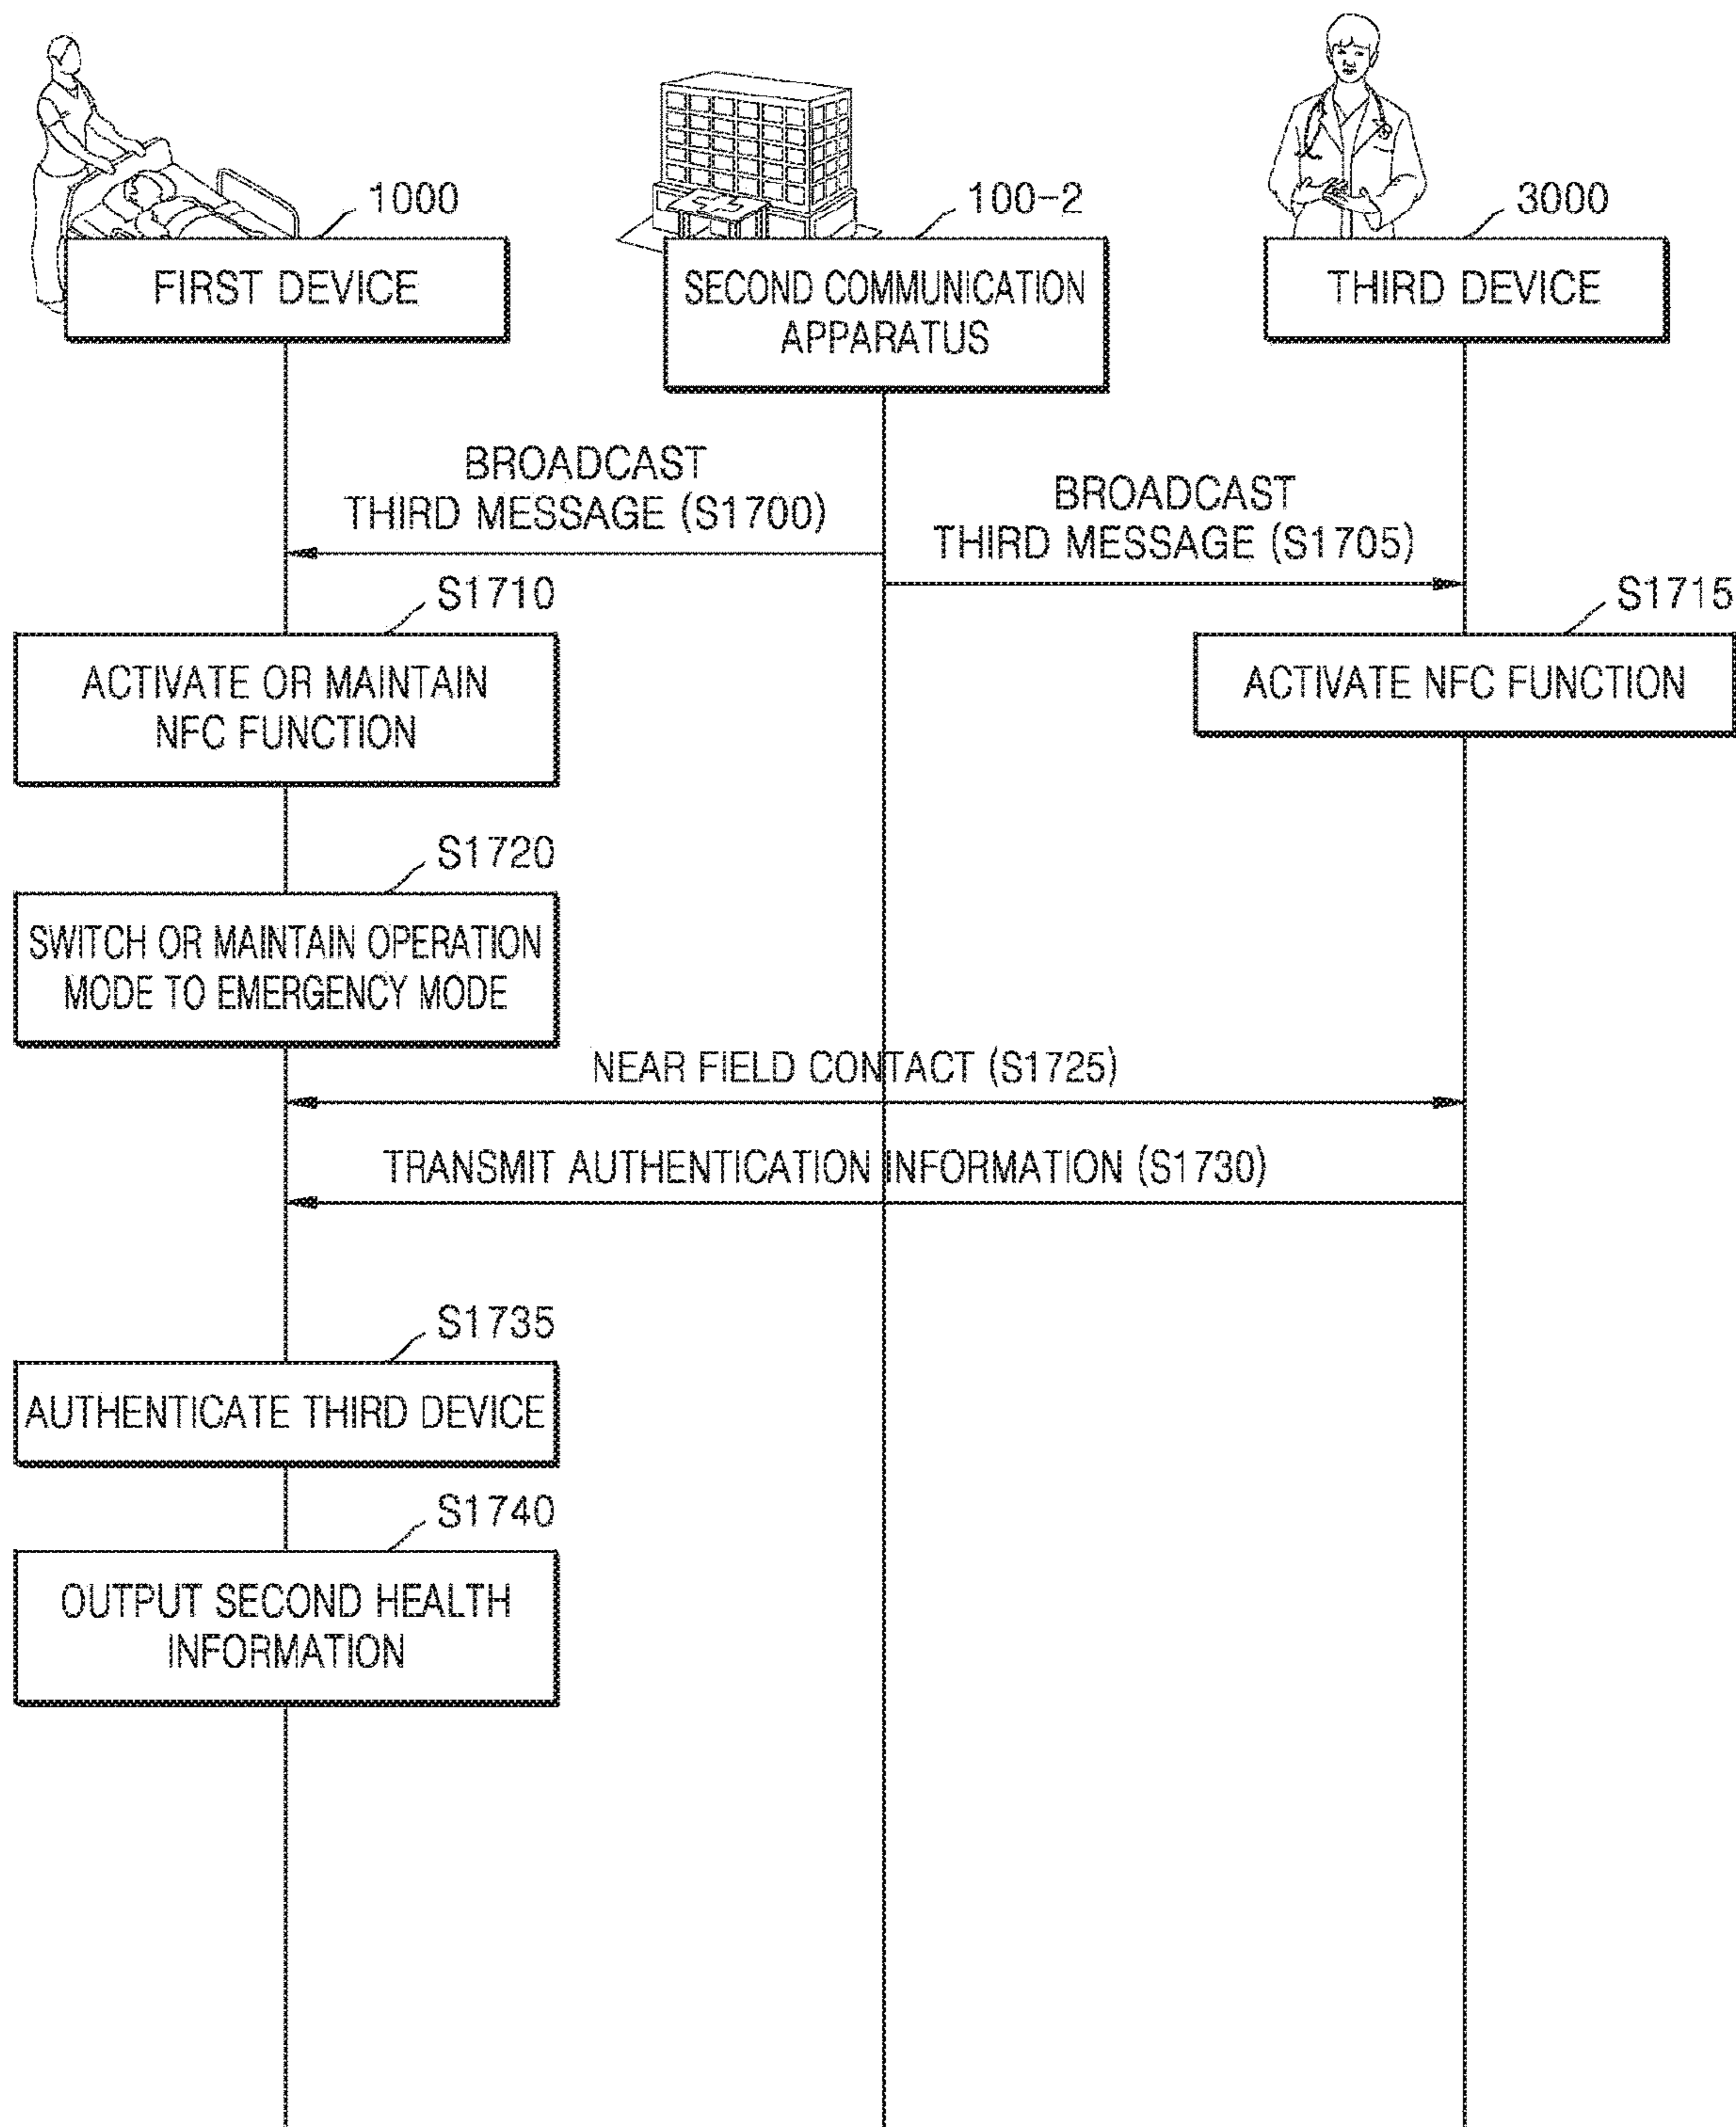 1000
100-2
3000
FIRST DEVICE
SECOND COMMUNICATION
APPARATUS
THIRD DEVICE
BROADCAST
THIRD MESSAGE (S1700)
BROADCAST
THIRD MESSAGE (S1705)
S1710
S1715
ACTIVATE OR MAINTAIN
NFC FUNCTION
ACTIVATE NFC FUNCTION
S1720
SWITCH OR MAINTAIN OPERATION
MODE TO EMERGENCY MODE
NEAR FIELD CONTACT (S1725)
TRANSMIT AUTHENTICATION INFORMATION (S1730)
S1735
AUTHENTICATE THIRD DEVICE
S1740
OUTPUT SECOND HEALTH
INFORMATION